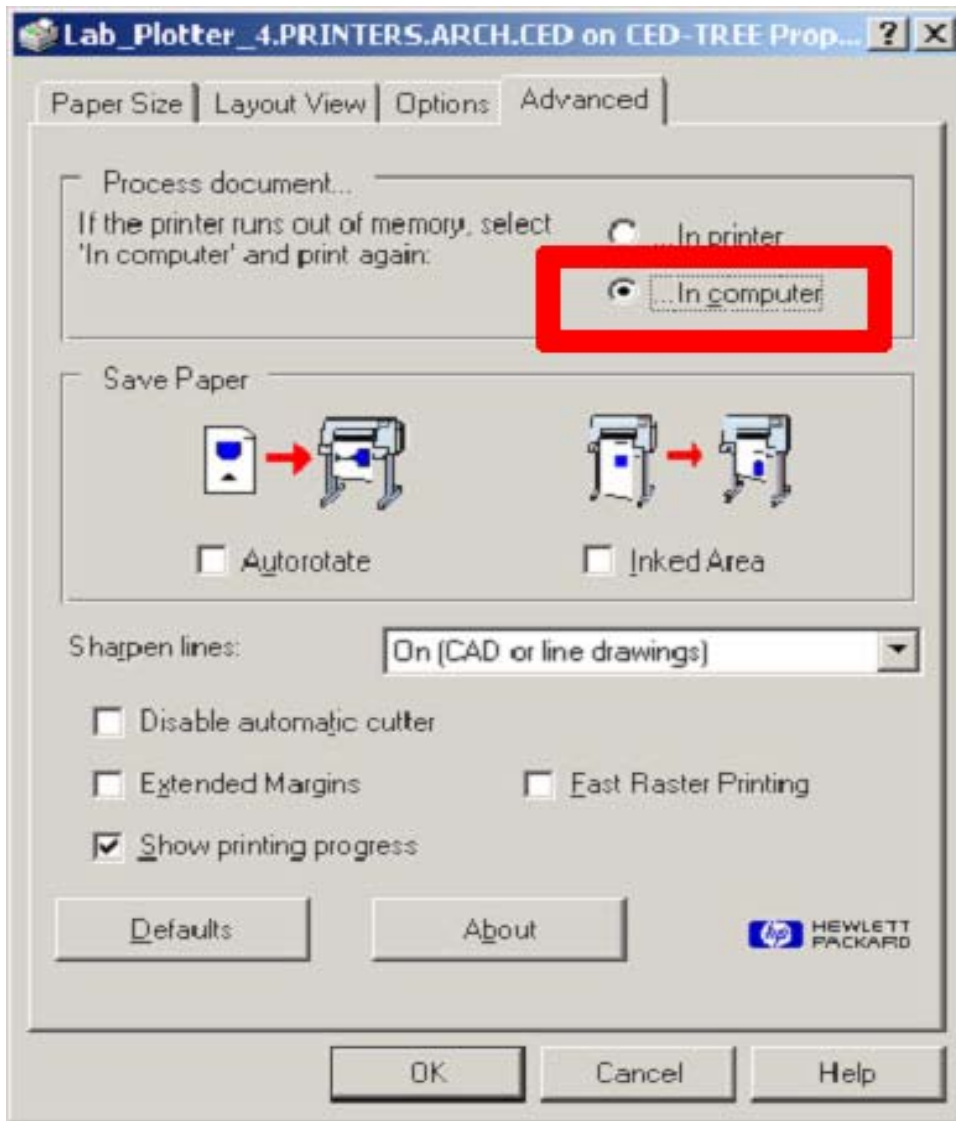 Lab_Plotter_4.PRINTERS.ARCH.CED on CED-TREE Prop...
Paper Size
Layout View
Options
Advanced
Process document...
If the printer runs out of memory, select
'In computer' and print again:
...In printer
...In computer
Save Paper
Autorotate
Inked Area
Sharpen lines:
On (CAD or line drawings)
Disable automatic cutter
Extended Margins
Fast Raster Printing
Show printing progress
Defaults
About
hp
HEWLETT
PACKARD
OK
Cancel
Help